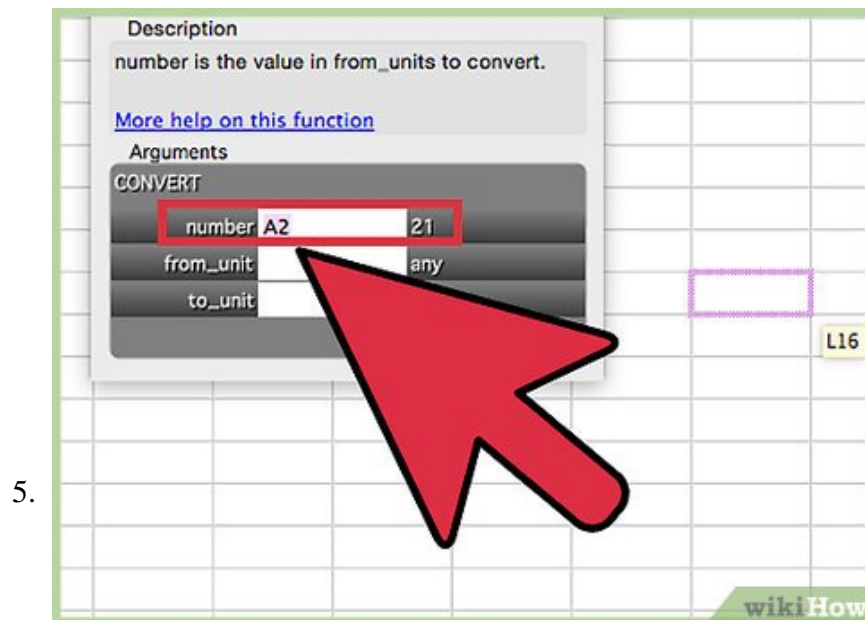 Description
number is the value in from_units to convert.
More help on this function
Arguments
CONVERT
number A2 21
from_unit any
to_unit
L16
5.
wikiHow